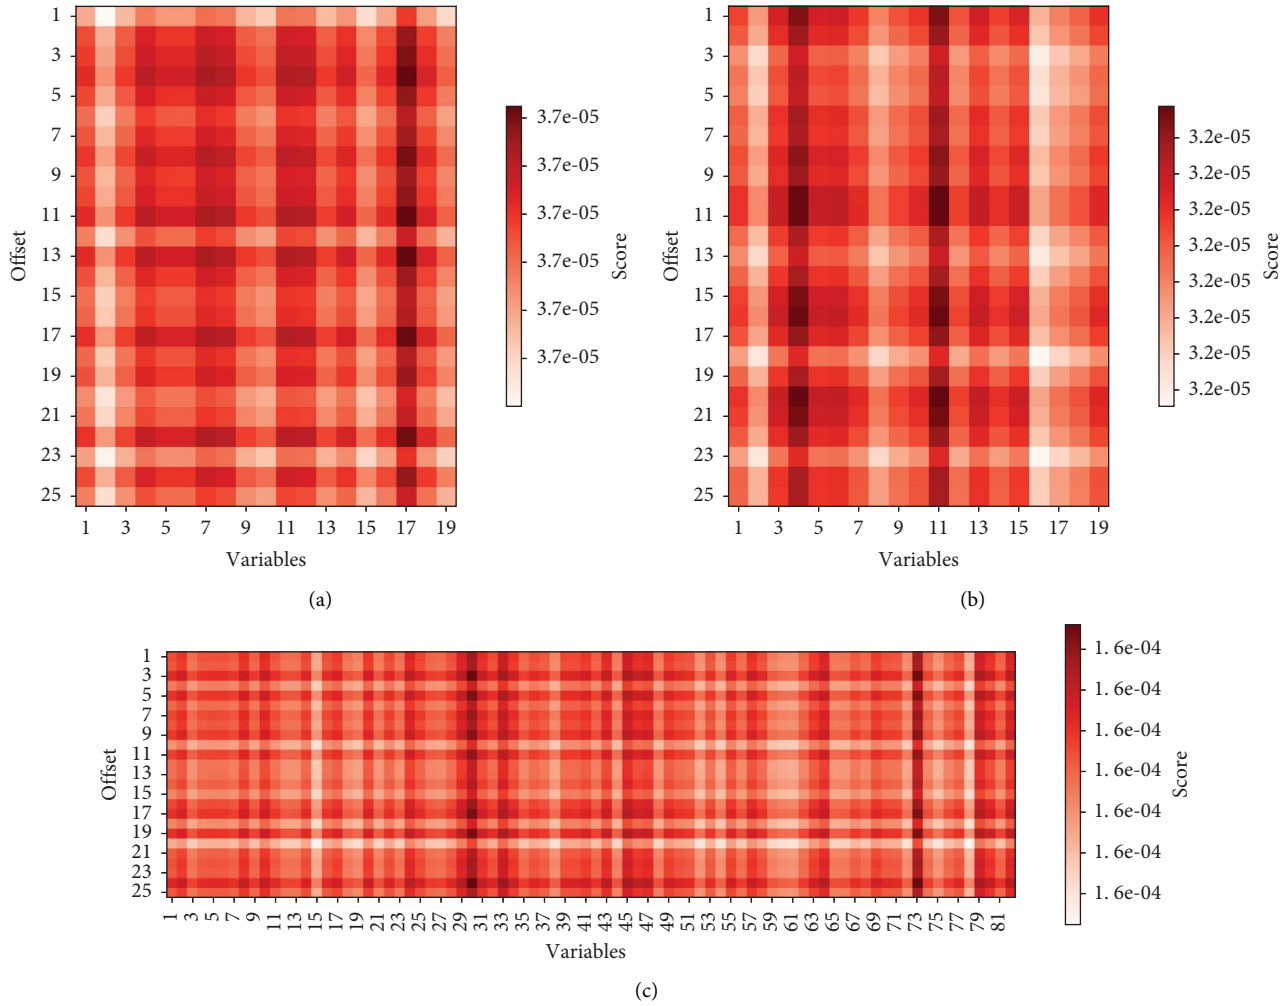 1
3
5
7
9
11
13
15
17
19
21
23
25
Offset
1 3 5 7 9 11 13 15 17 19
Variables
3.7e-05
3.7e-05
3.7e-05
3.7e-05
3.7e-05
3.7e-05
Score
(a)
1
3
5
7
9
11
13
15
17
19
21
23
25
Offset
1 3 5 7 9 11 13 15 17 19
Variables
3.2e-05
3.2e-05
3.2e-05
3.2e-05
3.2e-05
3.2e-05
3.2e-05
3.2e-05
Score
(b)
1
3
5
7
9
11
13
15
17
19
21
23
25
Offset
1 3 5 7 9 11 13 15 17 19 21 23 25 27 29 31 33 35 37 39 41 43 45 47 49 51 53 55 57 59 61 63 65 67 69 71 73 75 77 79 81
Variables
1.6e-04
1.6e-04
1.6e-04
1.6e-04
1.6e-04
1.6e-04
1.6e-04
Score
(c)